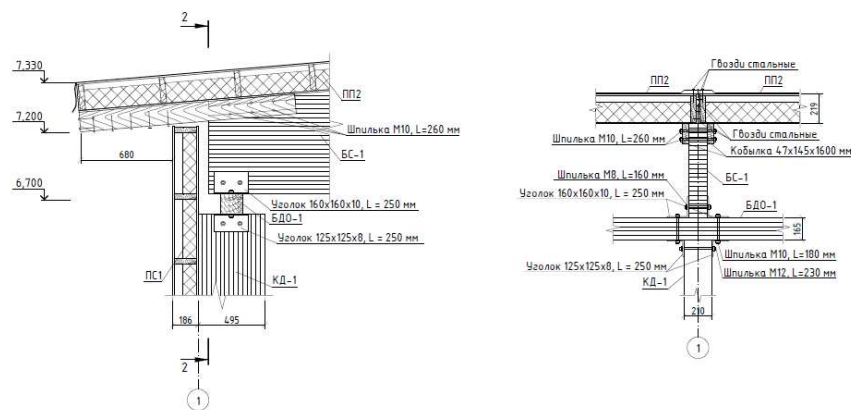 2
7,330
7,200
6,700
680
ПП2
Шпилька М10, L=260 мм
БС-1
Уголок 160х160х10, L = 250 мм
БДО-1
Уголок 125х125х8, L = 250 мм
ПС1
КД-1
186
495
2
1
Гвозди стальные
ПП2
ПП2
219
Шпилька М10, L=260 мм
Гвозди стальные
Кобылка 47х145х1600 мм
Шпилька М8, L=160 мм
БС-1
Уголок 160х160х10, L = 250 мм
БДО-1
165
Шпилька М10, L=180 мм
Уголок 125х125х8, L = 250 мм
Шпилька М12, L=230 мм
КД-1
210
1